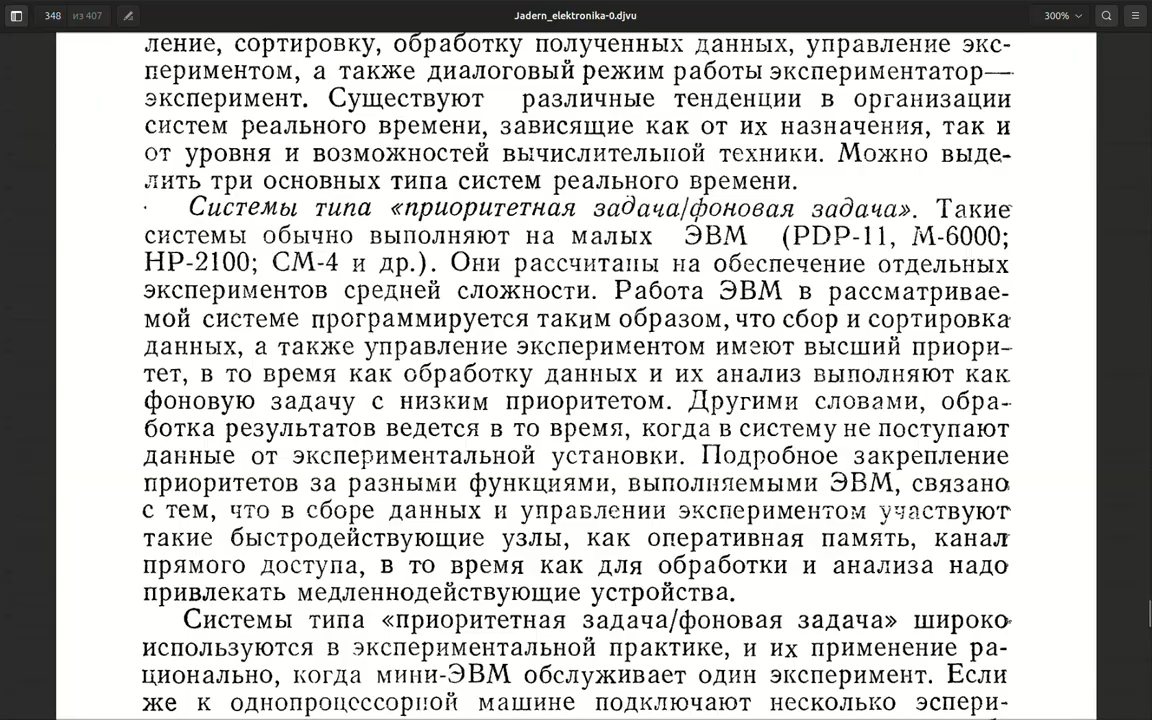 348 из 407
Jadern_elektronika-0.djvu
300%
ление, сортировку, обработку полученных данных, управление экс-
периментом, а также диалоговый режим работы экспериментатор—
эксперимент. Существуют различные тенденции в организации
систем реального времени, зависящие как от их назначения, так и
от уровня и возможностей вычислительной техники. Можно выде-
лить три основных типа систем реального времени.
Системы типа «приоритетная задача/фоновая задача». Такие
системы обычно выполняют на малых ЭВМ (PDP-11, М-6000;
HP-2100; СМ-4 и др.). Они рассчитаны на обеспечение отдельных
экспериментов средней сложности. Работа ЭВМ в рассматривае-
мой системе программируется таким образом, что сбор и сортировка
данных, а также управление экспериментом имеют высший приори-
тет, в то время как обработку данных и их анализ выполняют как
фоновую задачу с низким приоритетом. Другими словами, обра-
ботка результатов ведется в то время, когда в систему не поступают
данные от экспериментальной установки. Подробное закрепление
приоритетов за разными функциями, выполняемыми ЭВМ, связано
с тем, что в сборе данных и управлении экспериментом участвуют
такие быстродействующие узлы, как оперативная память, канал
прямого доступа, в то время как для обработки и анализа надо
привлекать медленнодействующие устройства.
Системы типа «приоритетная задача/фоновая задача» широко
используются в экспериментальной практике, и их применение ра-
ционально, когда мини-ЭВМ обслуживает один эксперимент. Если
же к однопроцессорной машине подключают несколько эспери-